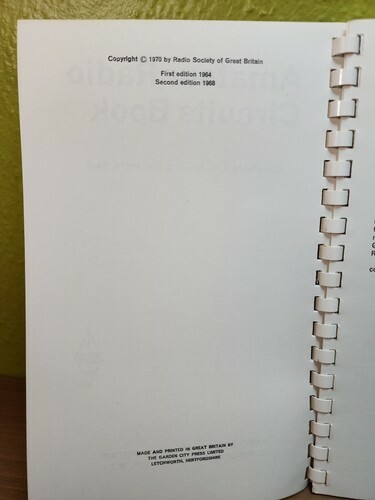 Copyright © 1970 by Radio Society of Great Britain
First edition 1964
Second edition 1968
MADE AND PRINTED IN GREAT BRITAIN BY
THE GARDEN CITY PRESS LIMITED
LETCHWORTH, HERTFORDSHIRE